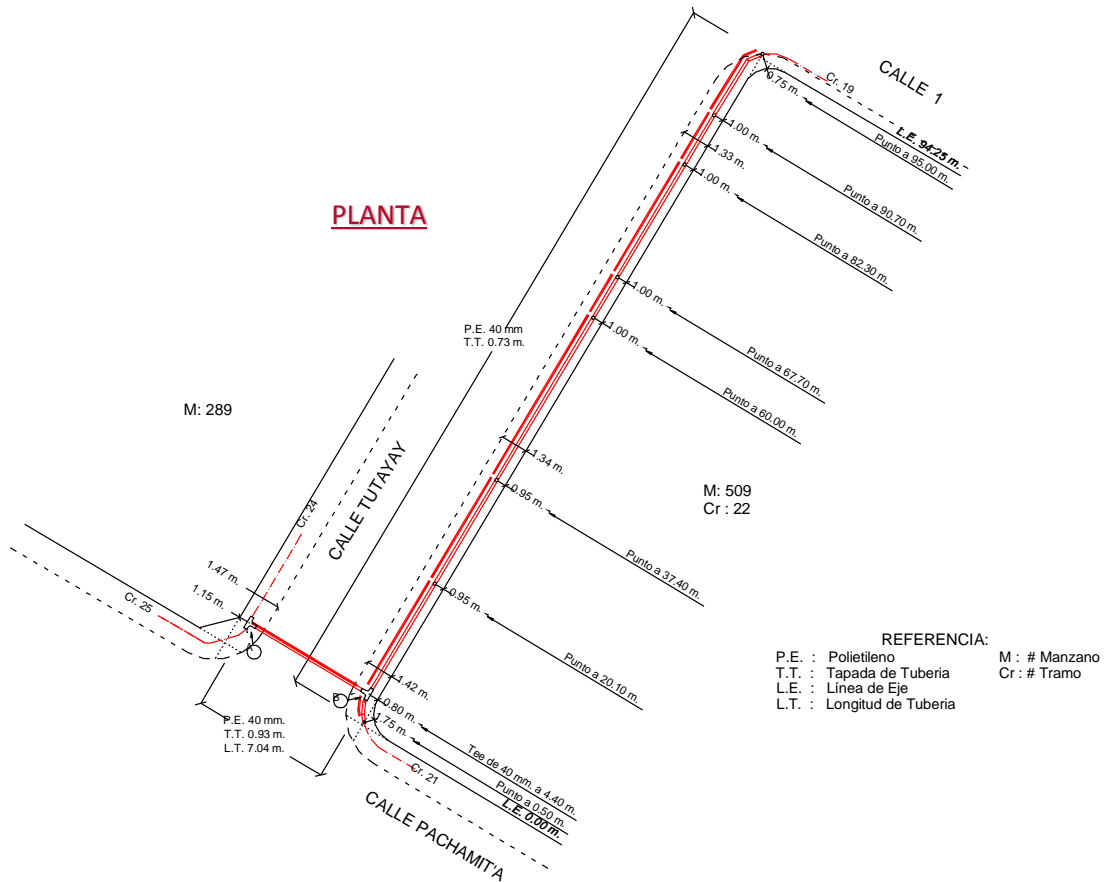 CALLE 1
Cr. 19
0.75 m.
L.E. 94.25 m.
Punto a 95.00 m.
1.00 m.
1.33 m.
Punto a 90.70 m.
1.00 m.
Punto a 82.30 m.
PLANTA
1.00 m.
P.E. 40 mm
T.T. 0.73 m.
1.00 m.
Punto a 67.70 m.
Punto a 60.00 m.
M: 289
1.34 m.
M: 509
Cr : 22
0.95 m.
CALLE TUTAYAY
Cr. 24
Punto a 37.40 m.
1.47 m.
1.15 m.
Cr. 25
0.95 m.
A
Punto a 20.10 m.
REFERENCIA:
P.E. : Polietileno
M : # Manzano
T.T. : Tapada de Tuberia
Cr : # Tramo
L.E. : Línea de Eje
L.T. : Longitud de Tuberia
1.42 m.
B
0.80 m.
1.75 m.
P.E. 40 mm.
T.T. 0.93 m.
L.T. 7.04 m.
Tee de 40 mm. a 4.40 m.
Punto a 0.50 m.
L.E. 0.00 m.
Cr. 21
CALLE PACHAMIT'A